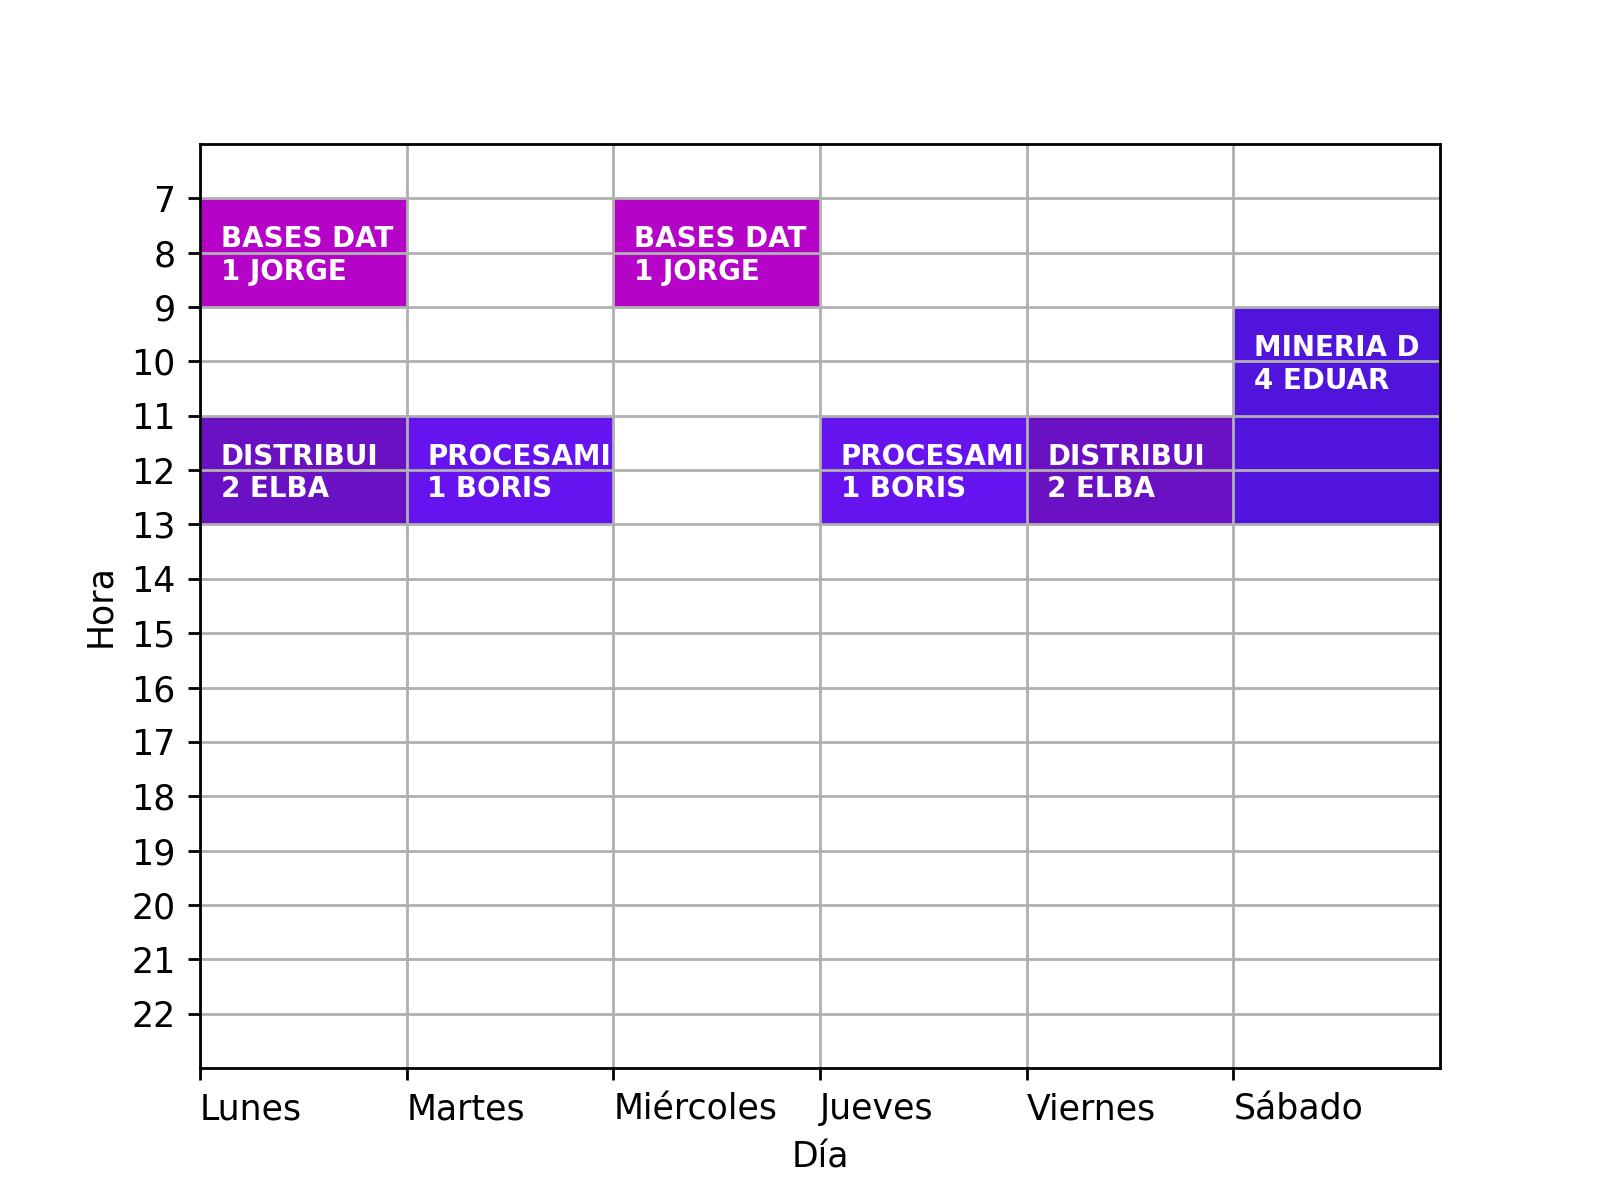 7
BASES DAT
1 JORGE
BASES DAT
1 JORGE
8
9
MINERIA D
4 EDUAR
10
11
DISTRIBUI
2 ELBA
PROCESAMI
1 BORIS
PROCESAMI
1 BORIS
DISTRIBUI
2 ELBA
12
13
14
15
16
17
18
19
20
21
22
Hora
Lunes Martes Miércoles Jueves Viernes Sábado
Día